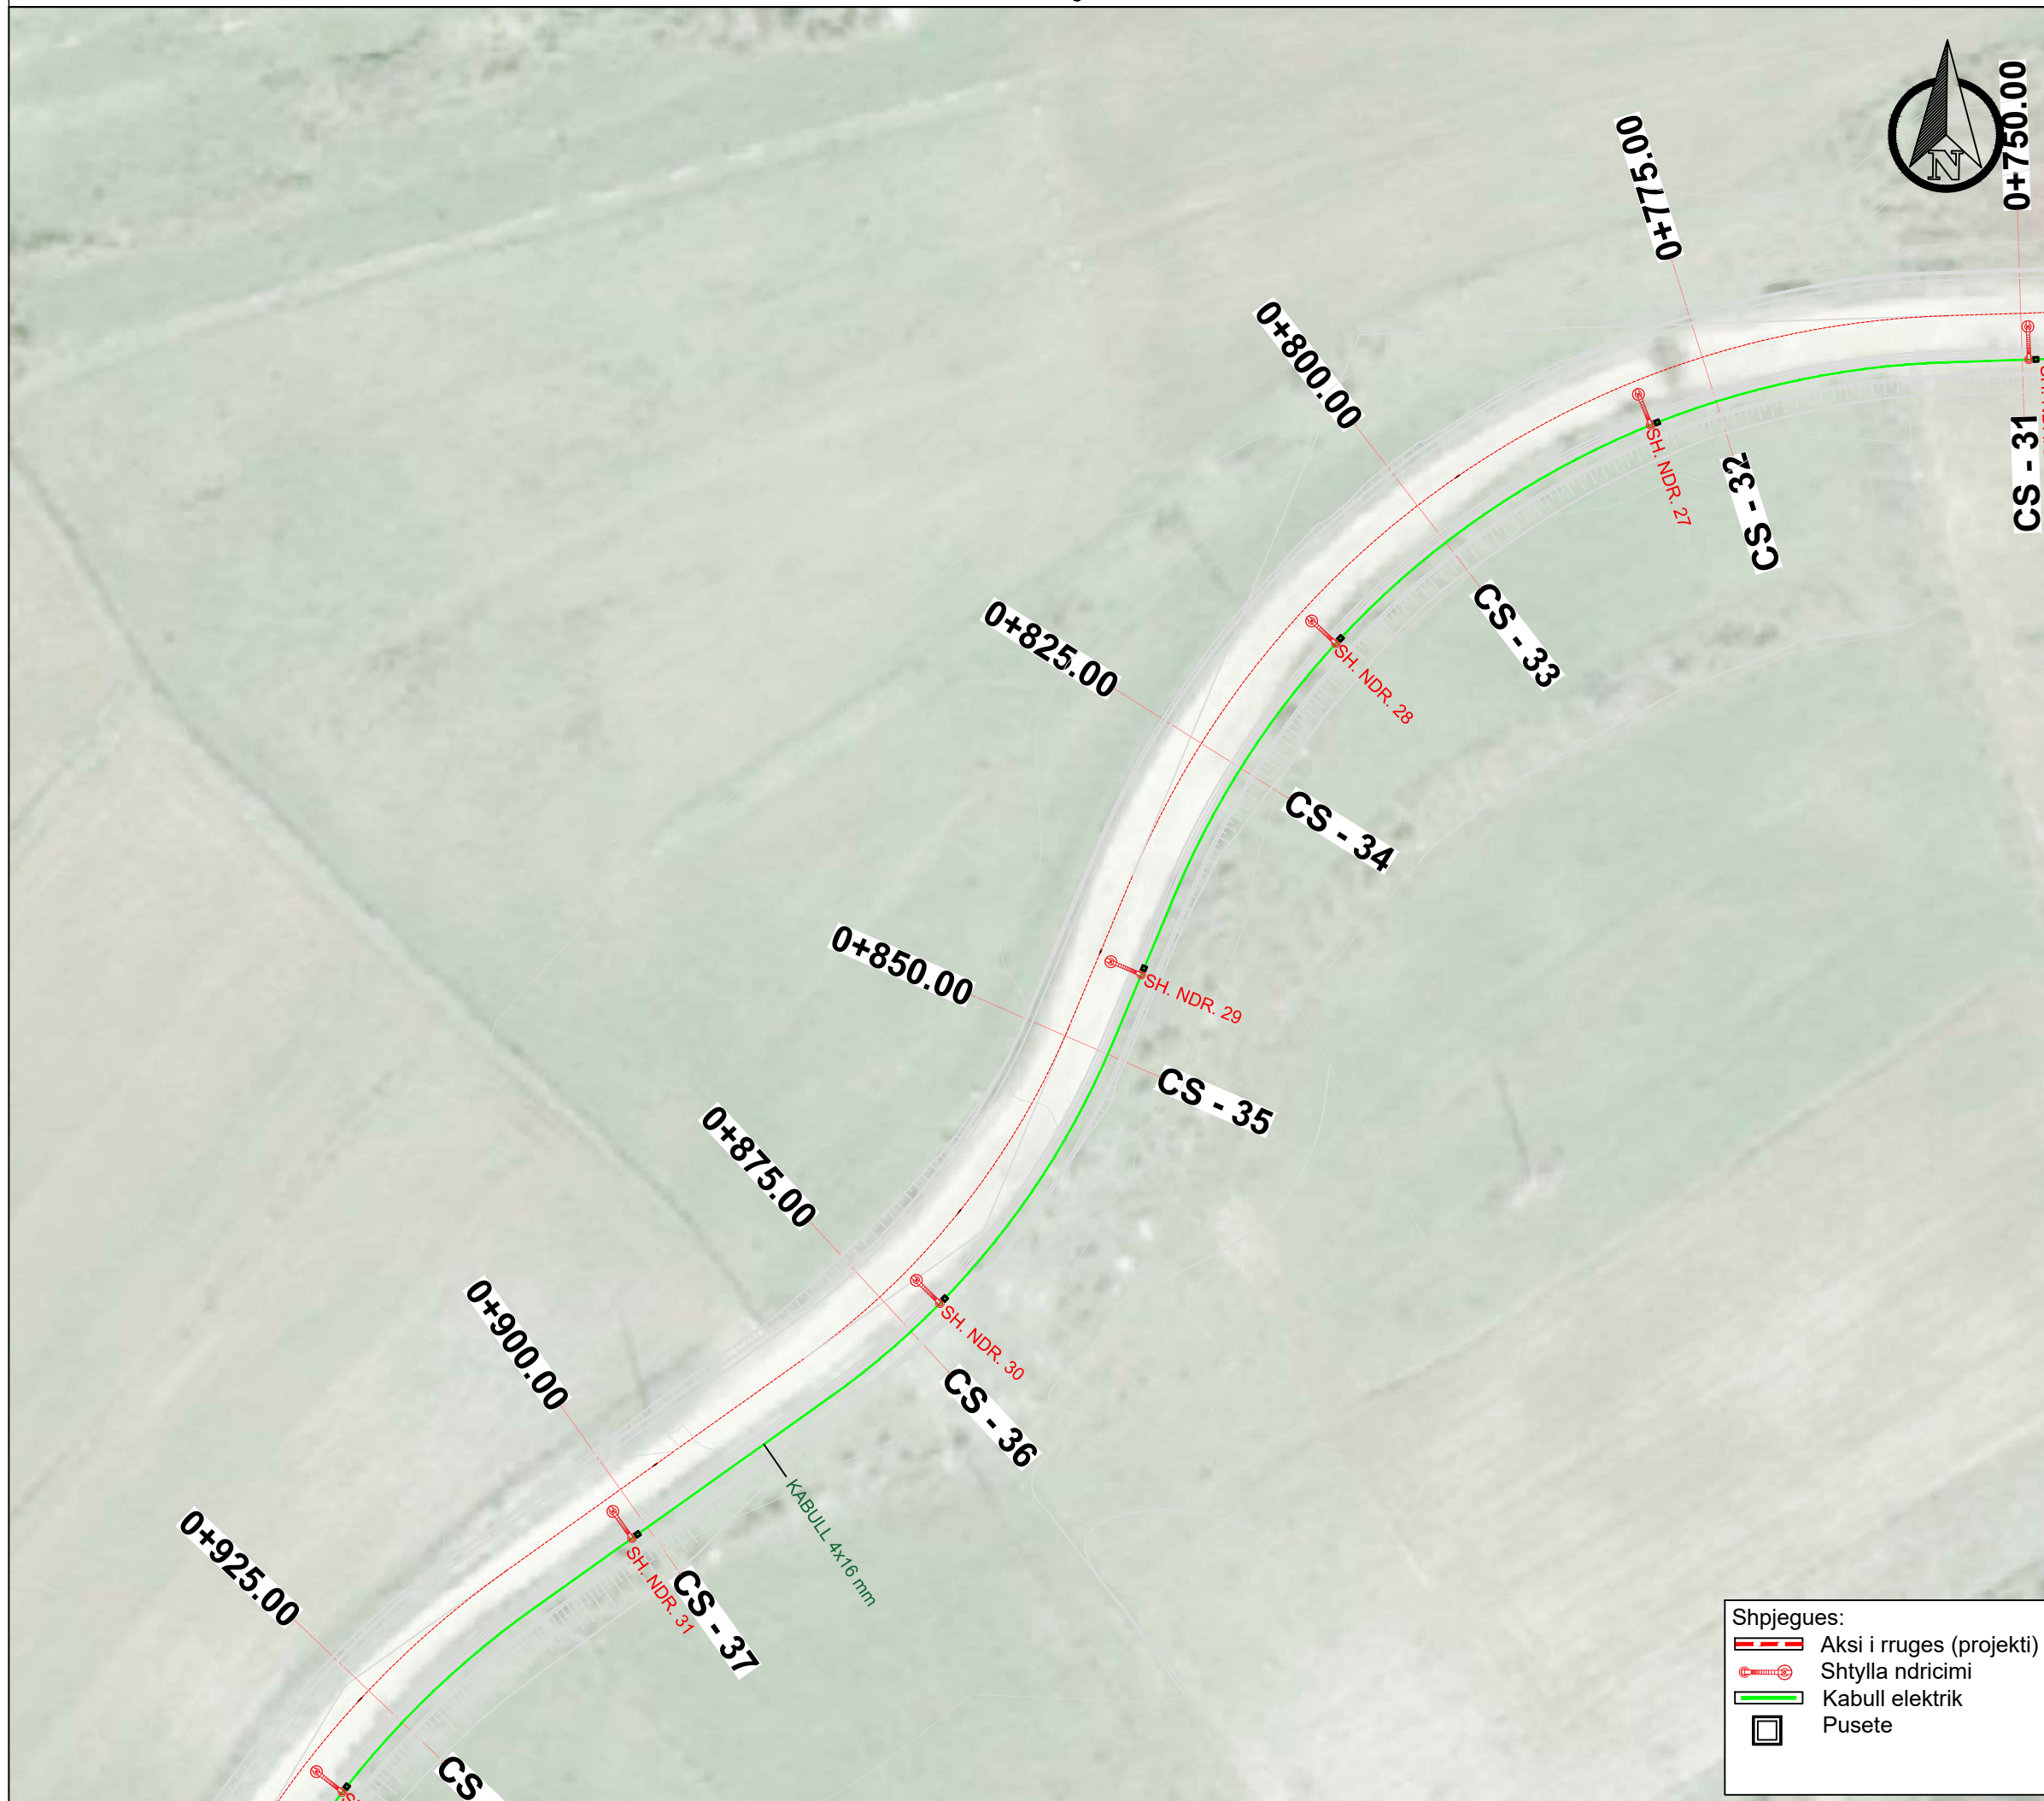 N
0+750.00
0+775.00
0+800.00
CS - 31
CS - 32
SH. NDR. 27
CS - 33
0+825.00
SH. NDR. 28
CS - 34
0+850.00
SH. NDR. 29
CS - 35
0+875.00
SH. NDR. 30
CS - 36
0+900.00
KABULL 4x16 mm
SH. NDR. 31
CS - 37
0+925.00
CS
Shpjegues:
Aksi i rruges (projekti)
Shtylla ndricimi
Kabull elektrik
Pusete